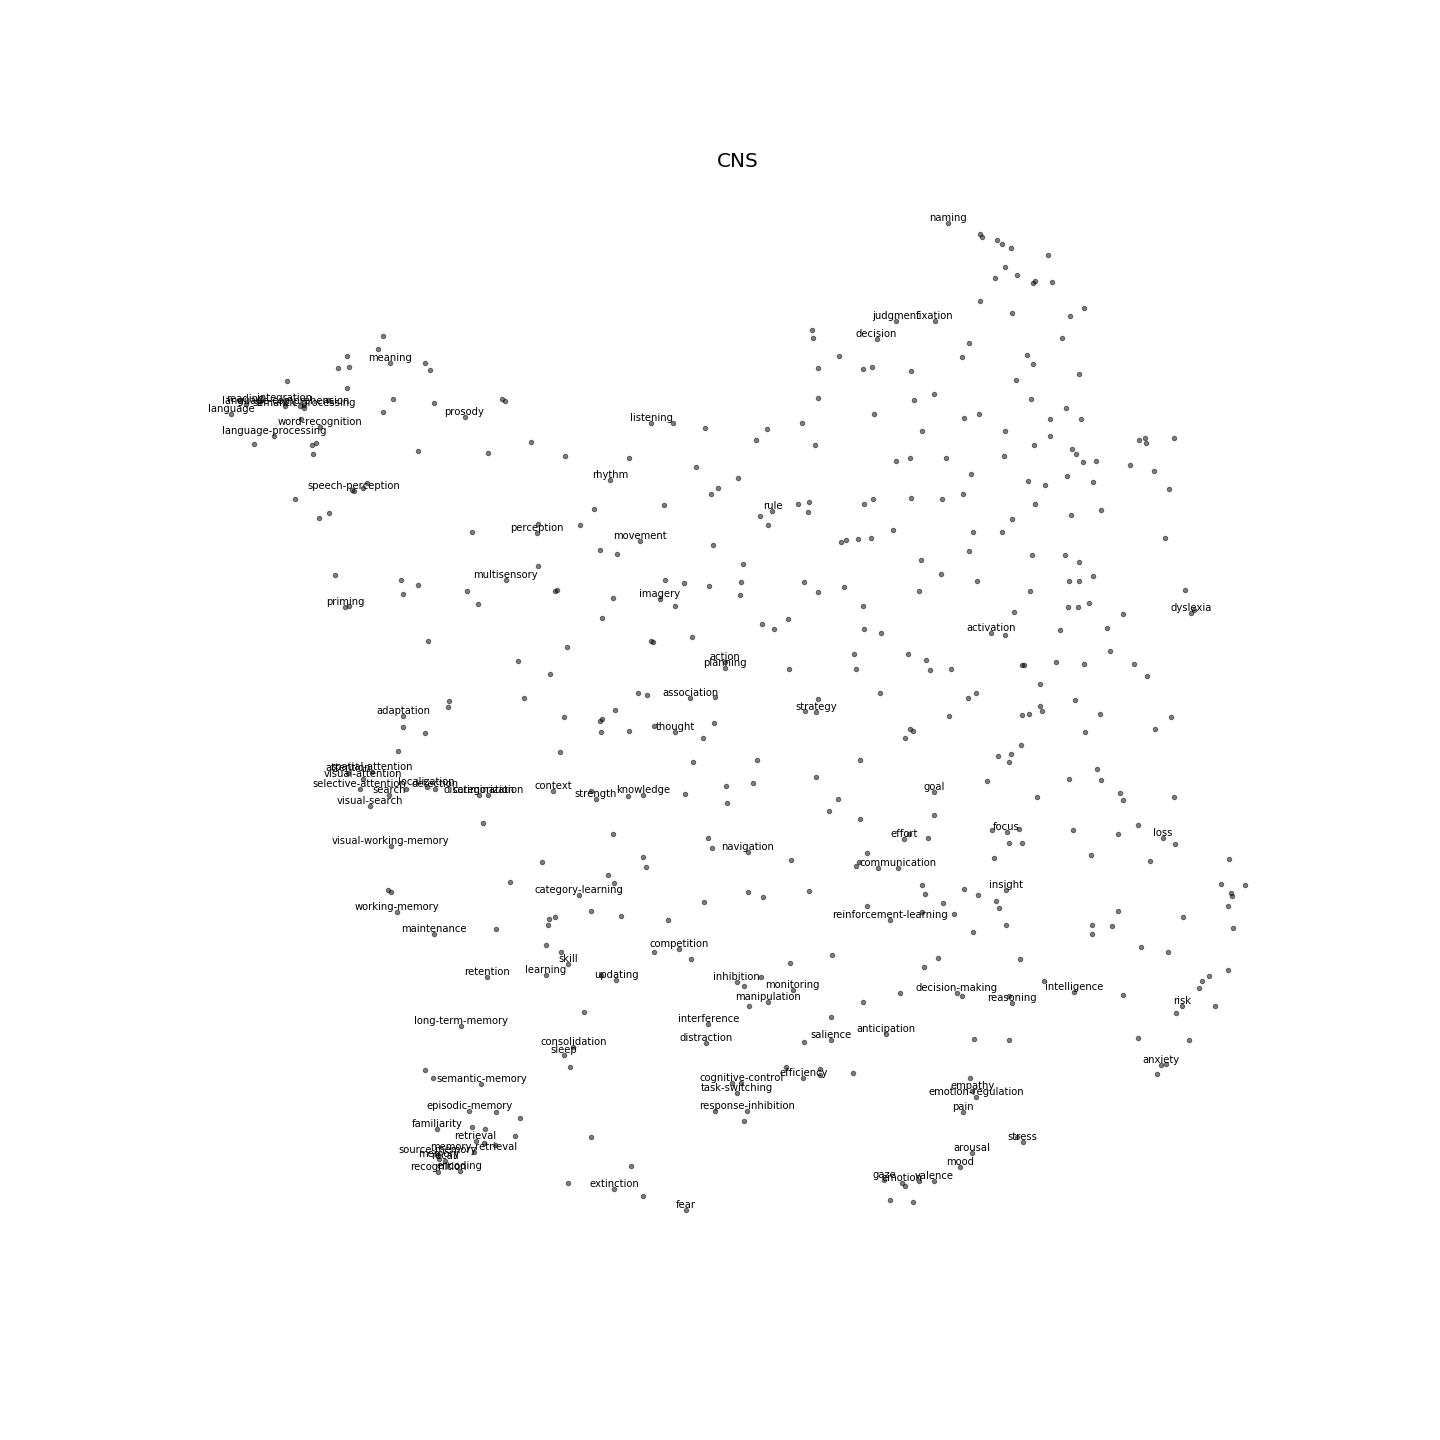 CNS
naming
judgment
fixation
decision
meaning
reading
integration
language-comprehension
semantic-processing
language
prosody
word-recognition
listening
language-processing
rhythm
speech-perception
rule
perception
movement
multisensory
imagery
priming
dyslexia
activation
action
planning
association
strategy
adaptation
thought
spatial-attention
attention
visual-attention
selective-attention
localization
detection
search
discrimination
categorization
context
strength
knowledge
goal
visual-search
focus
effort
loss
visual-working-memory
navigation
communication
category-learning
insight
working-memory
reinforcement-learning
maintenance
competition
skill
learning
retention
updating
inhibition
monitoring
decision-making
intelligence
manipulation
reasoning
risk
long-term-memory
interference
anticipation
salience
distraction
consolidation
sleep
anxiety
semantic-memory
cognitive-control
efficiency
task-switching
empathy
emotion-regulation
episodic-memory
response-inhibition
pain
familiarity
retrieval
stress
memory-retrieval
source-memory
memory
recall
arousal
recognition
encoding
mood
gaze
emotion
valence
extinction
fear